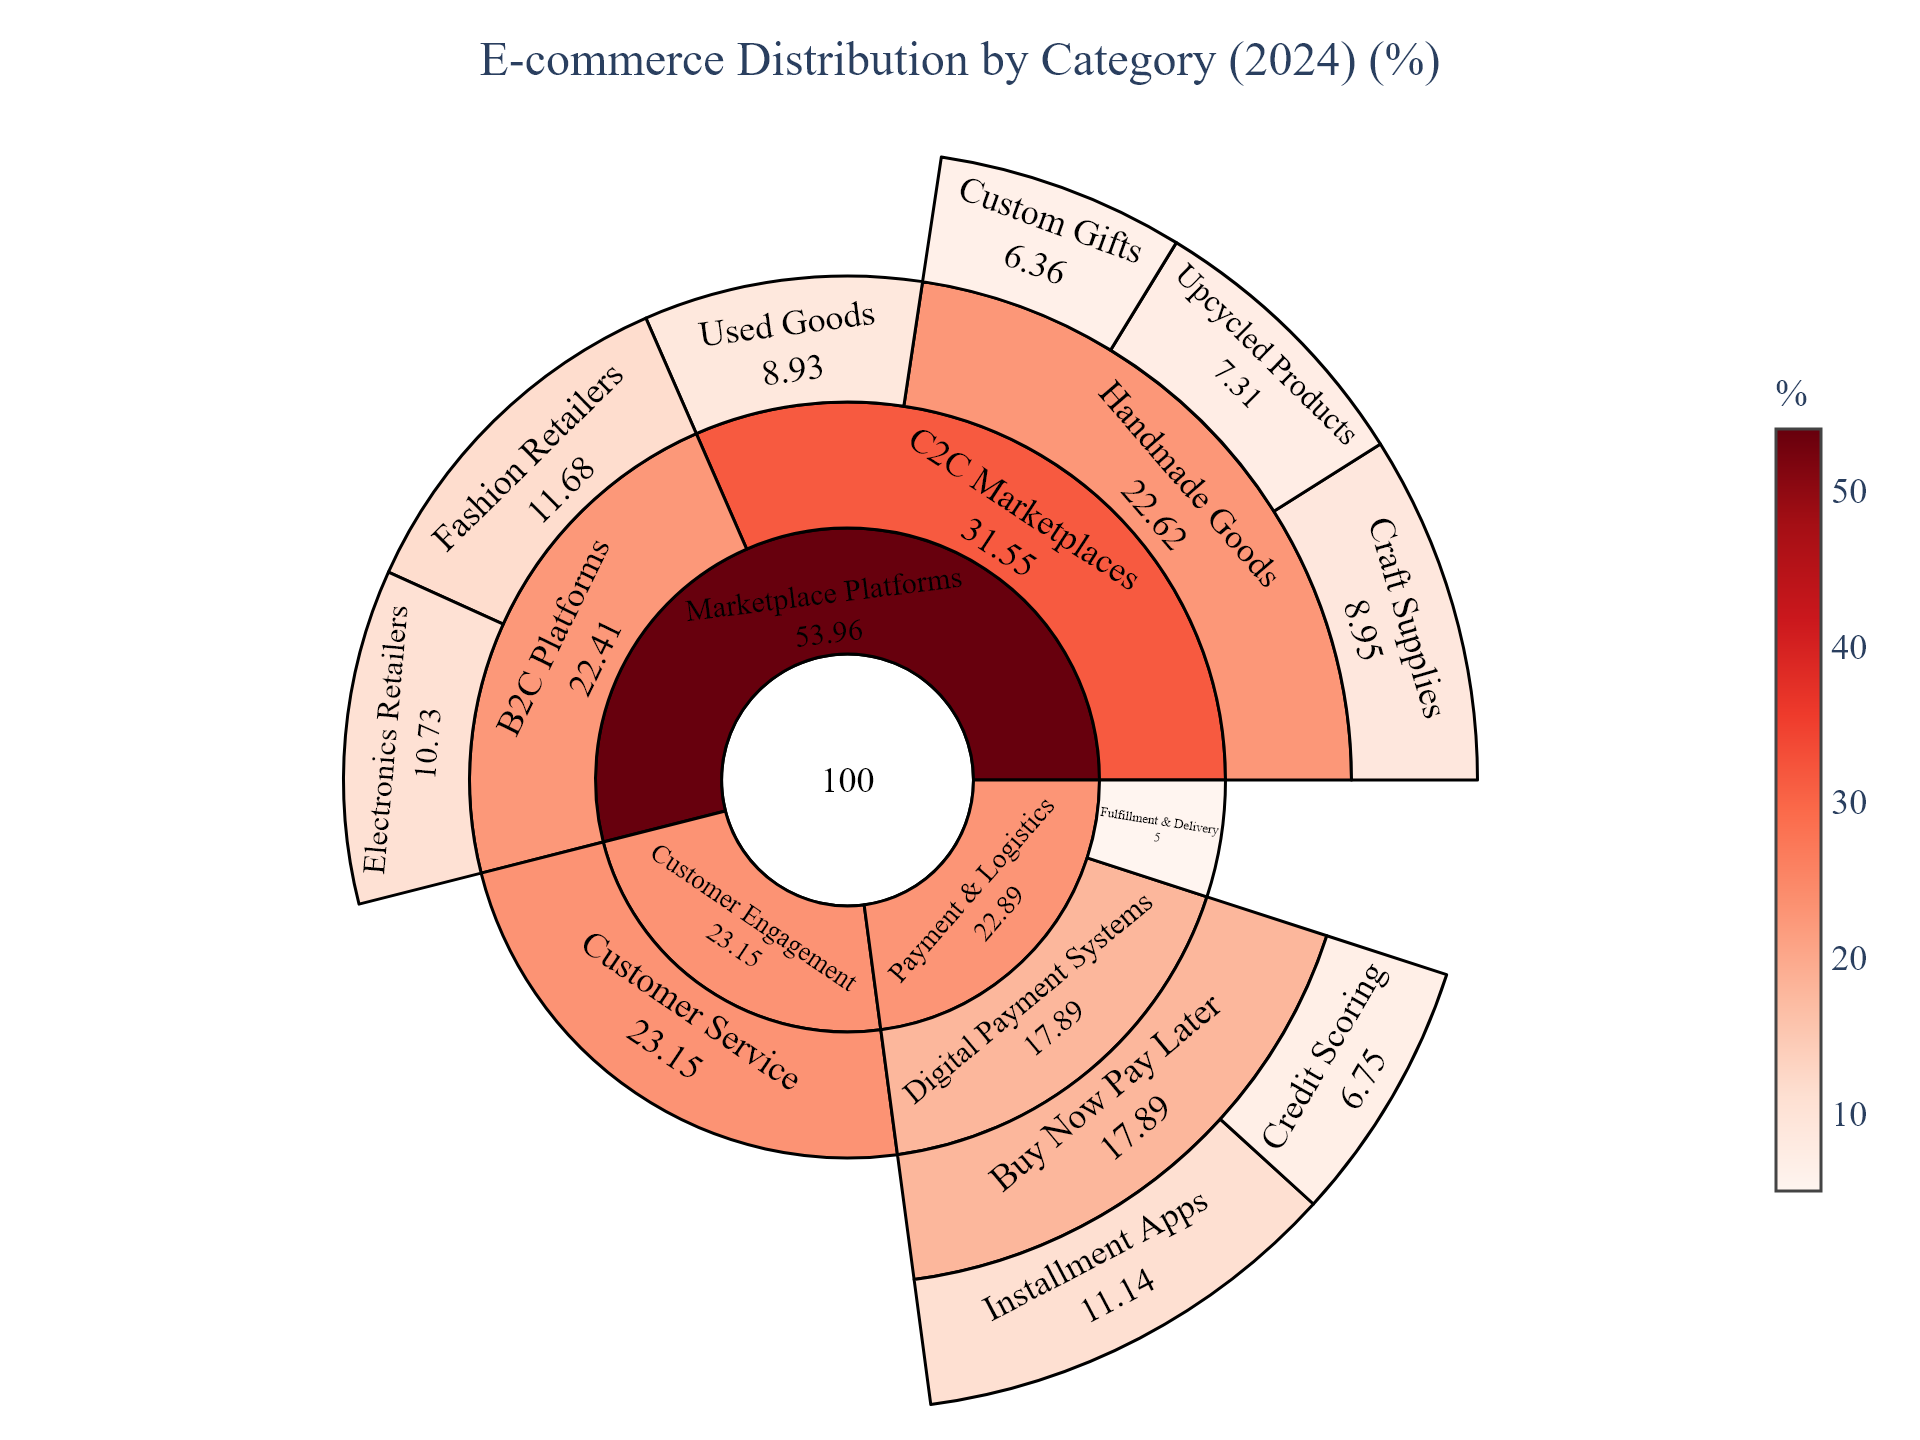 E-commerce Distribution by Category (2024) (%)
Custom Gifts
6.36
Upcycled Products
7.31
Craft Supplies
8.95
Handmade Goods
22.62
Used Goods
8.93
C2C Marketplaces
31.55
Fashion Retailers
11.68
Electronics Retailers
10.73
B2C Platforms
22.41
Marketplace Platforms
53.96
100
Customer Engagement
23.15
Customer Service
23.15
Payment & Logistics
22.89
Fulfillment & Delivery
5
Digital Payment Systems
17.89
Buy Now Pay Later
17.89
Credit Scoring
6.75
Installment Apps
11.14
%
50
40
30
20
10